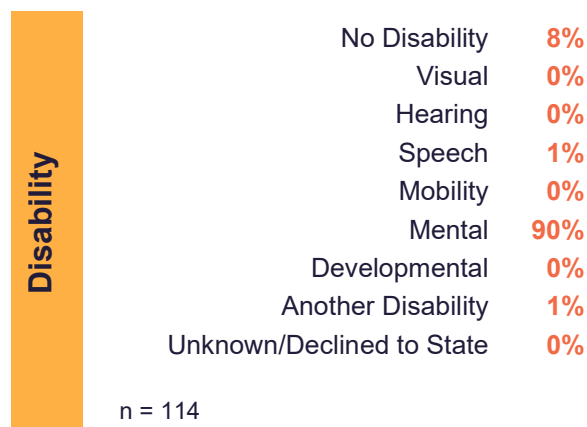 Disability
No Disability 8%
Visual 0%
Hearing 0%
Speech 1%
Mobility 0%
Mental 90%
Developmental 0%
Another Disability 1%
Unknown/Declined to State 0%
n = 114